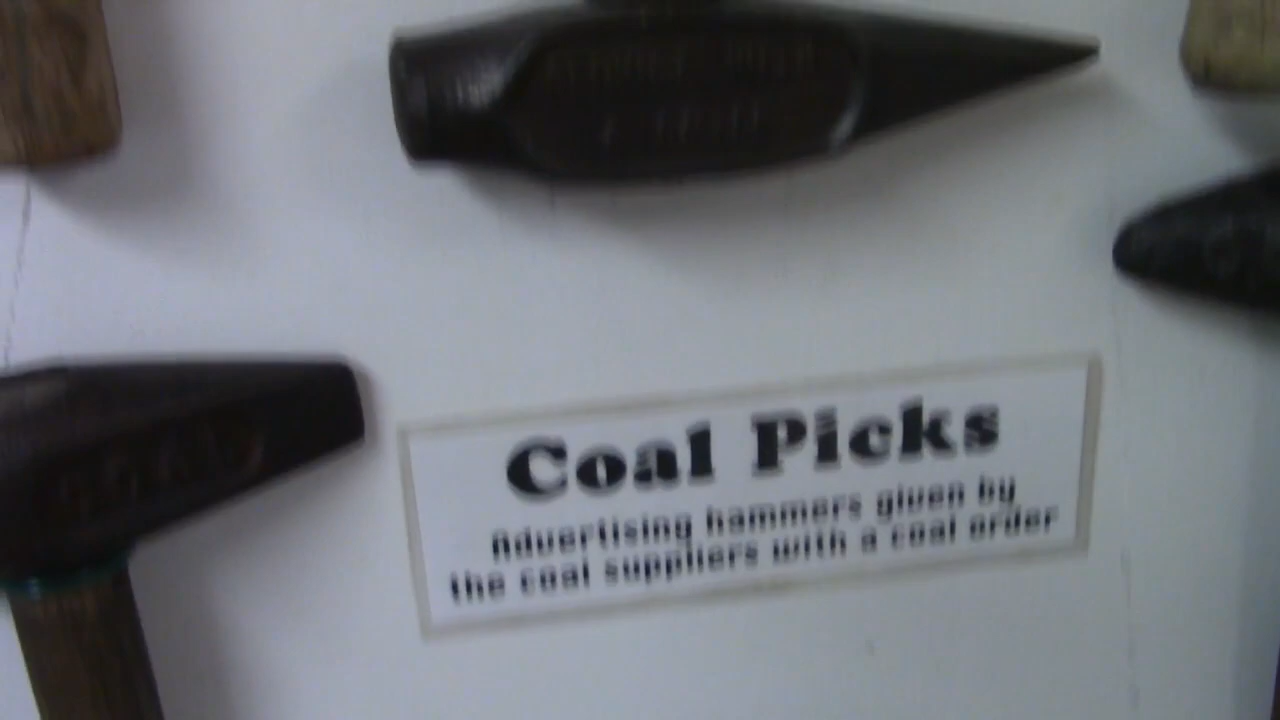 Coal Picks
Advertising hammers given by
the coal suppliers with a coal order